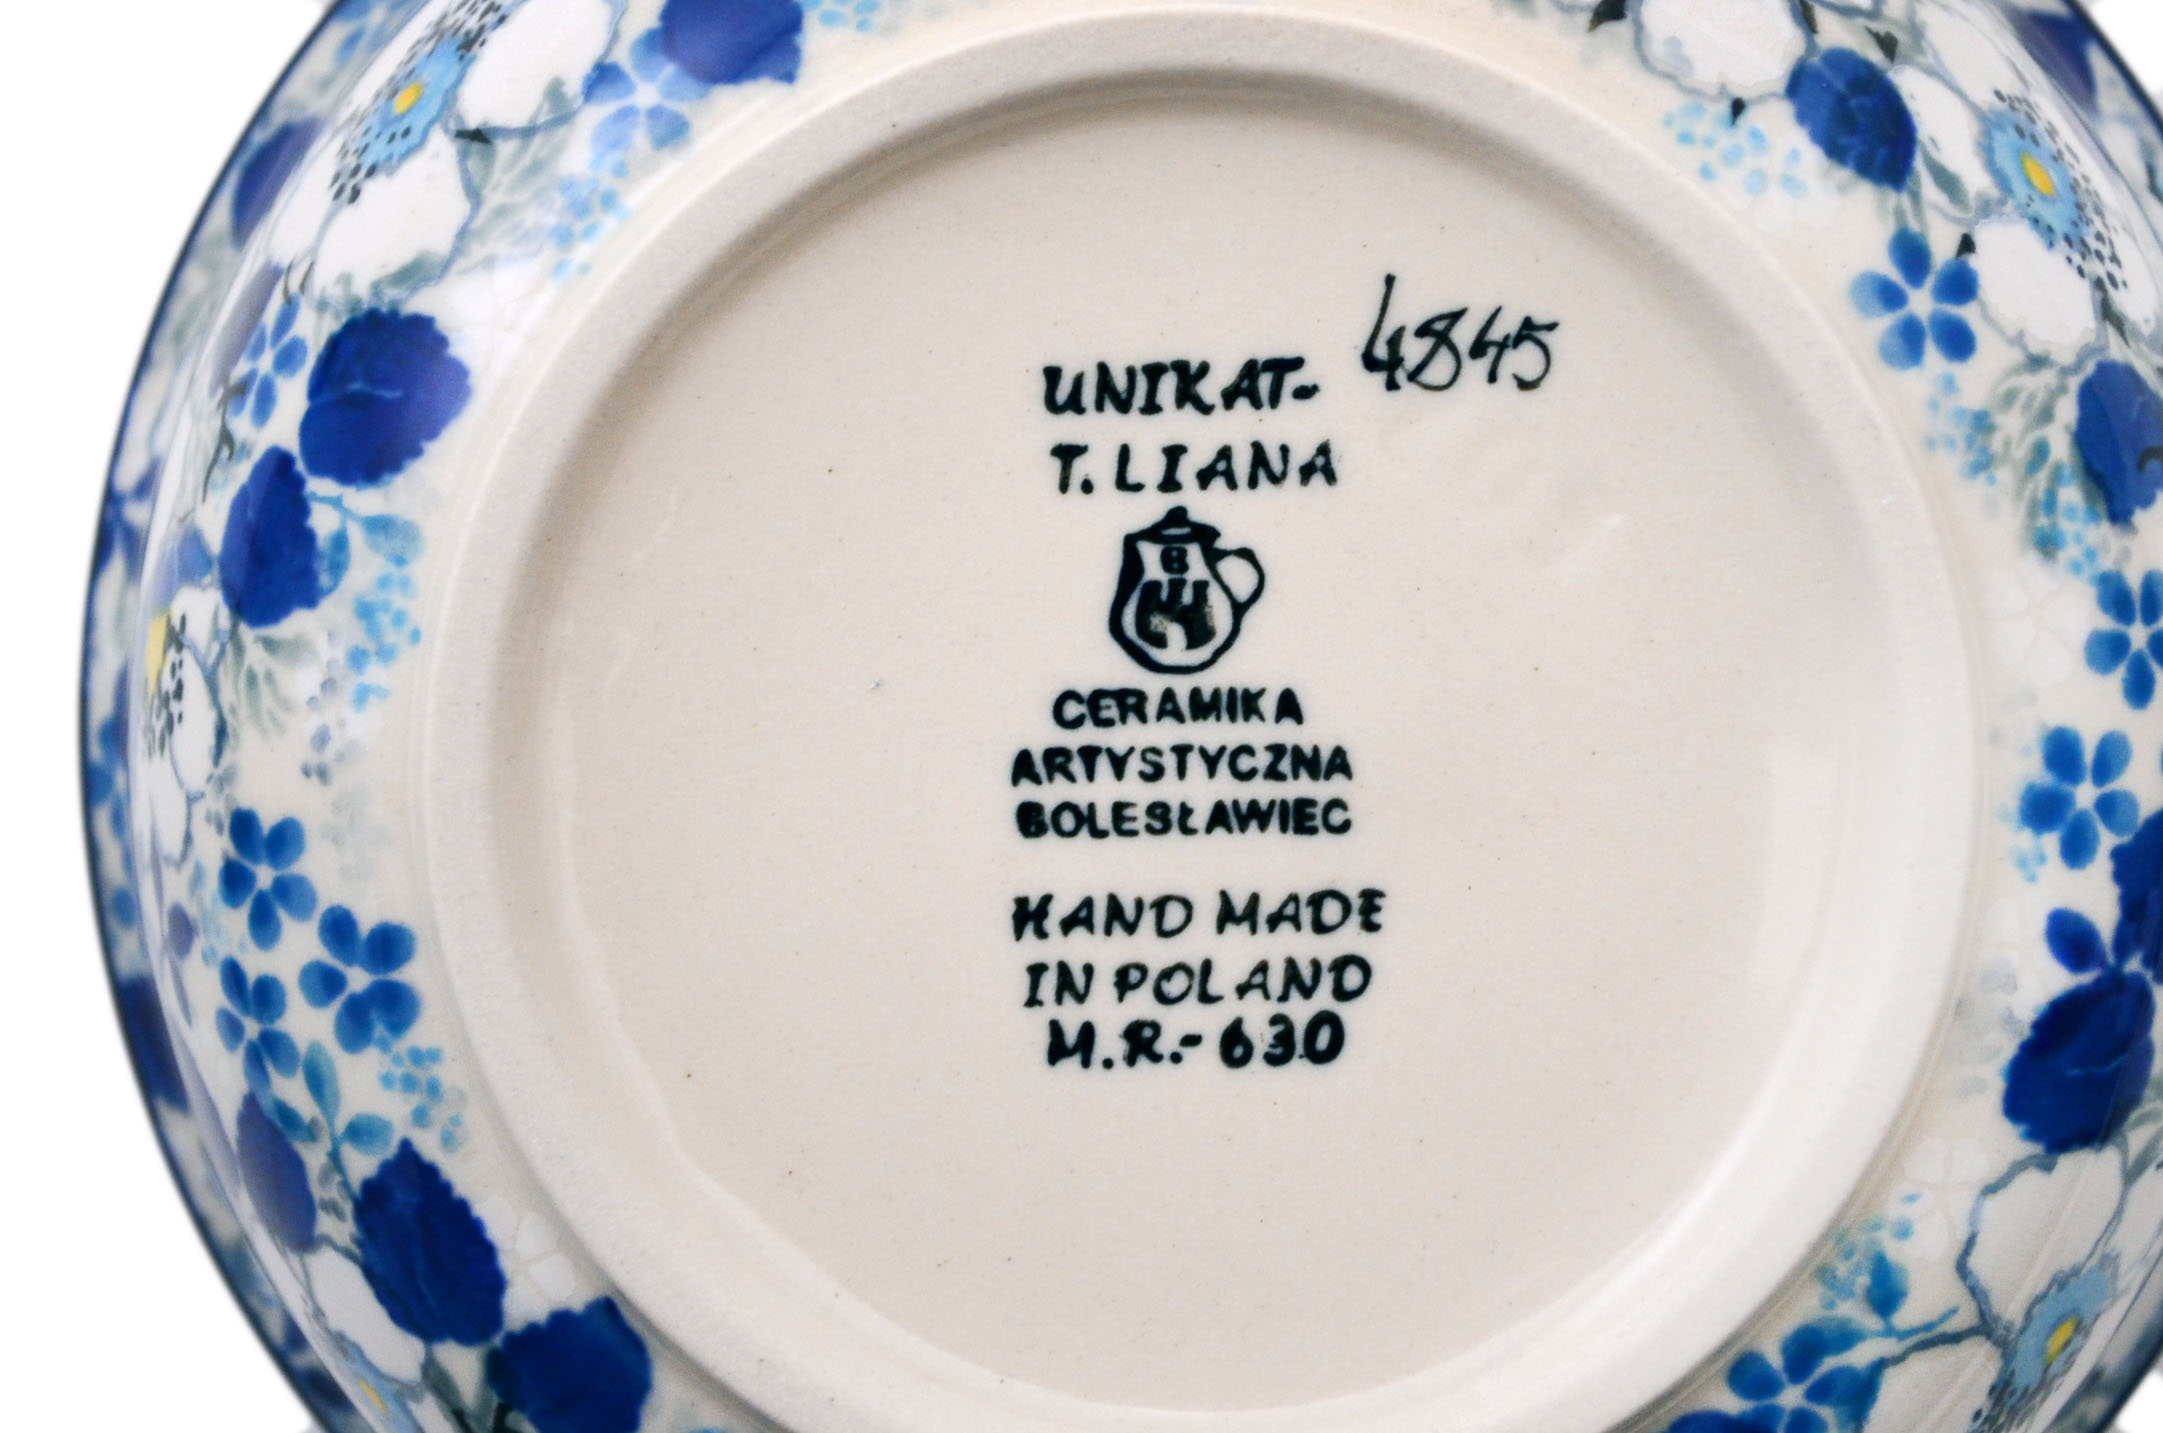 UNIKAT- 4845
T. LIANA
B
CERAMIKA
ARTYSTYCZNA
BOLESŁAWIEC
HAND MADE
IN POLAND
M.R.-630